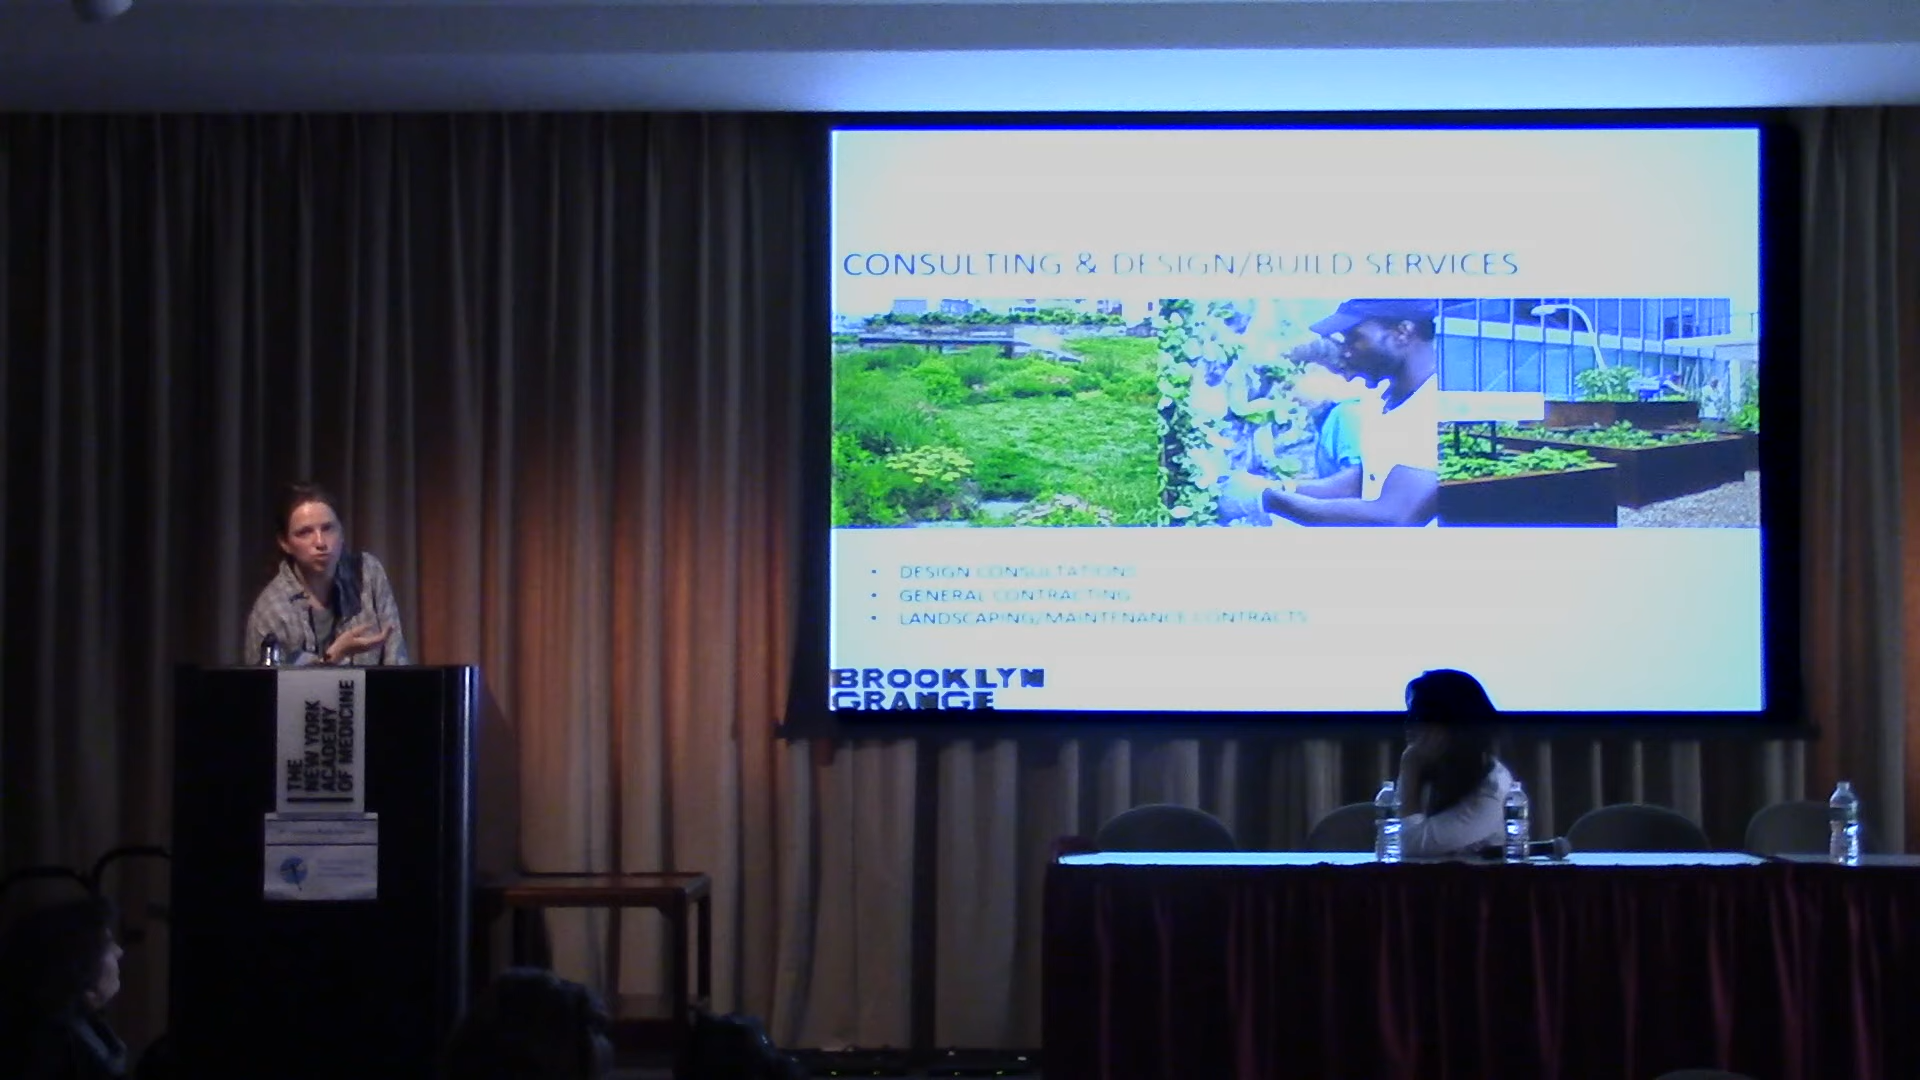 CONSULTING & DESIGN/BUILD SERVICES
• DESIGN CONSULTATIONS
• GENERAL CONTRACTING
• LANDSCAPING/MAINTENANCE CONTRACTS
BROOKLYN
GRANGE
THE
NEW YORK
ACADEMY
OF MEDICINE